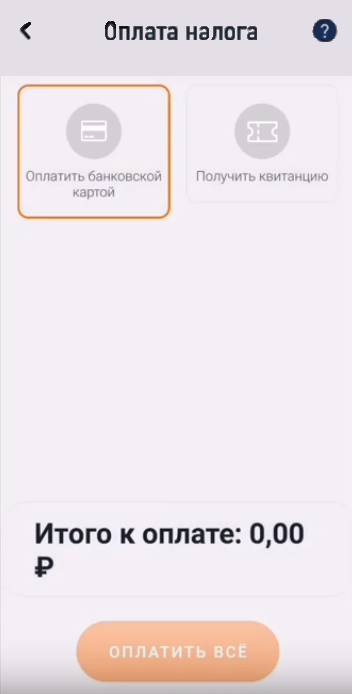 Оплата налога
?
Оплатить банковской
картой
Получить квитанцию
Итого к оплате: 0,00
₽
ОПЛАТИТЬ ВСЁ